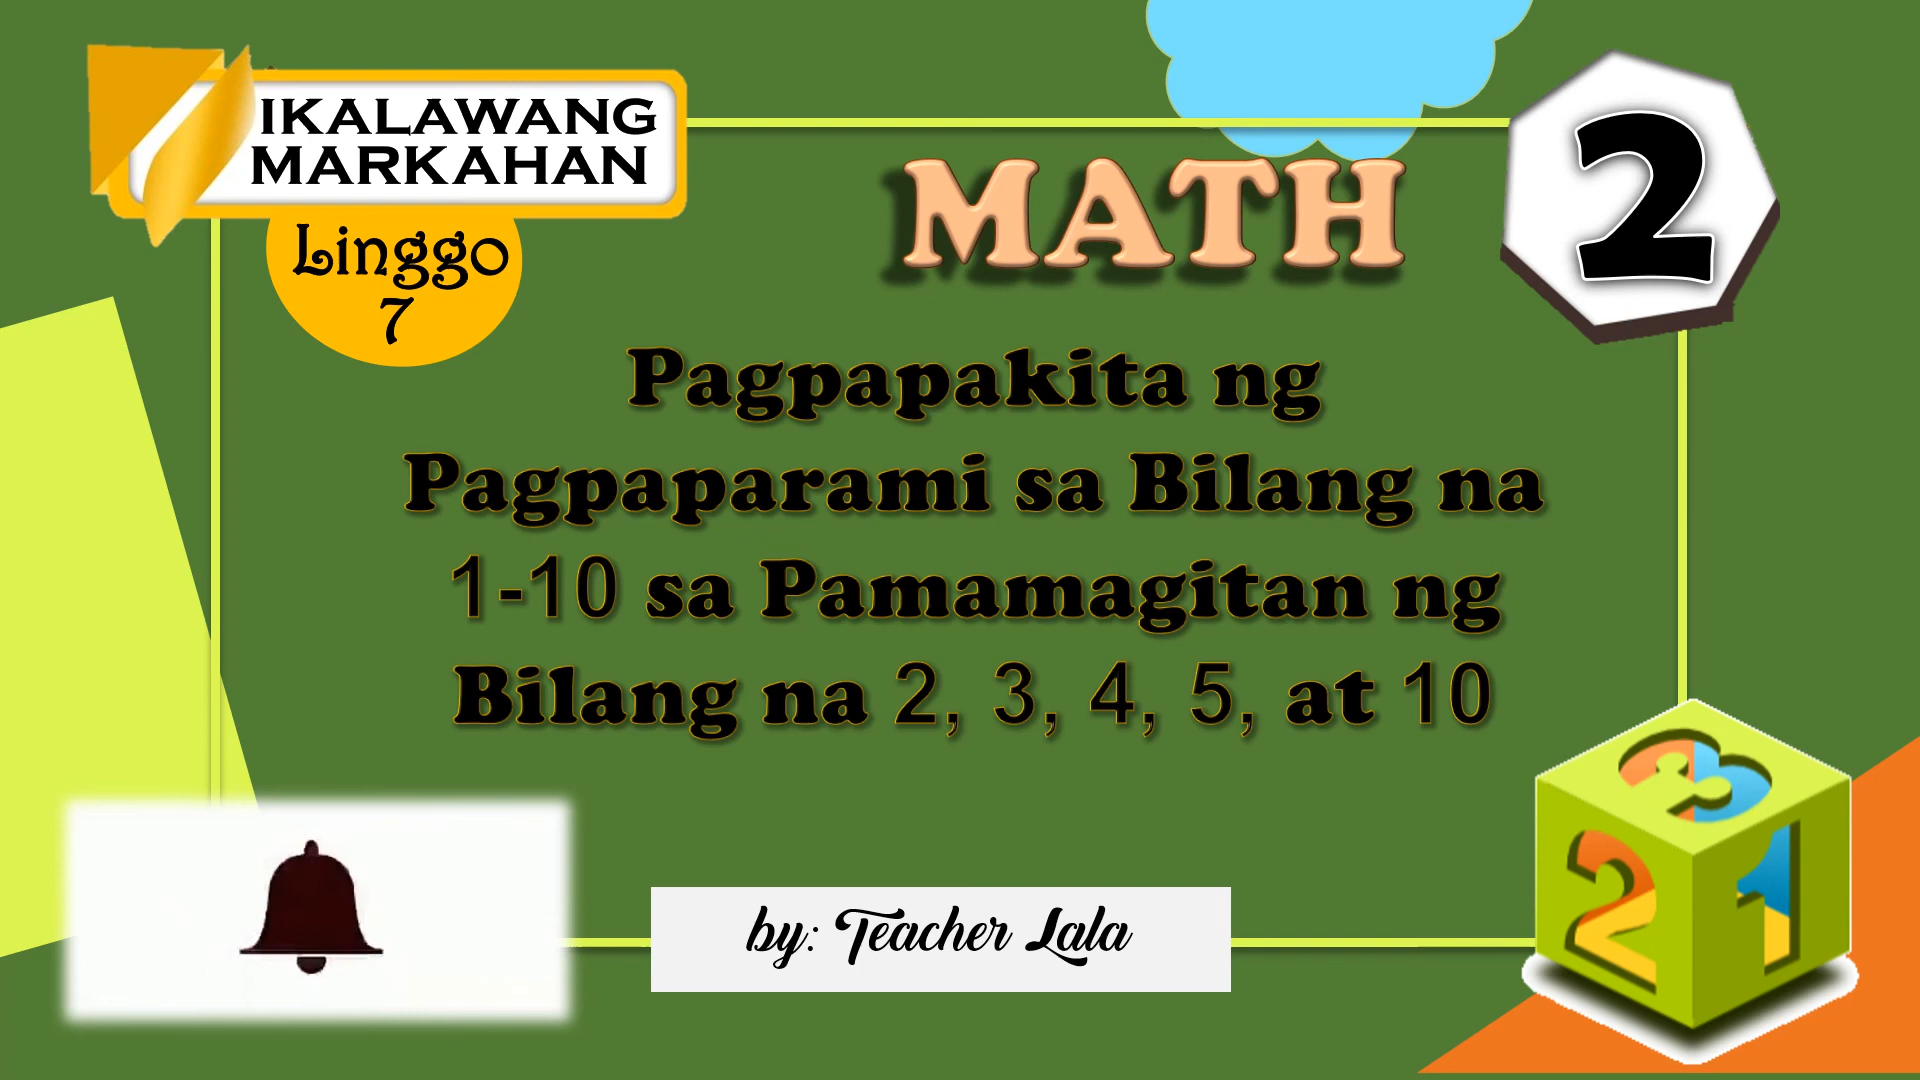 IKALAWANG
MARKAHAN
Linggo
7
MATH
2
Pagpapakita ng
Pagpaparami sa Bilang na
1-10 sa Pamamagitan ng
Bilang na 2, 3, 4, 5, at 10
by: Teacher Lala
3
2
1